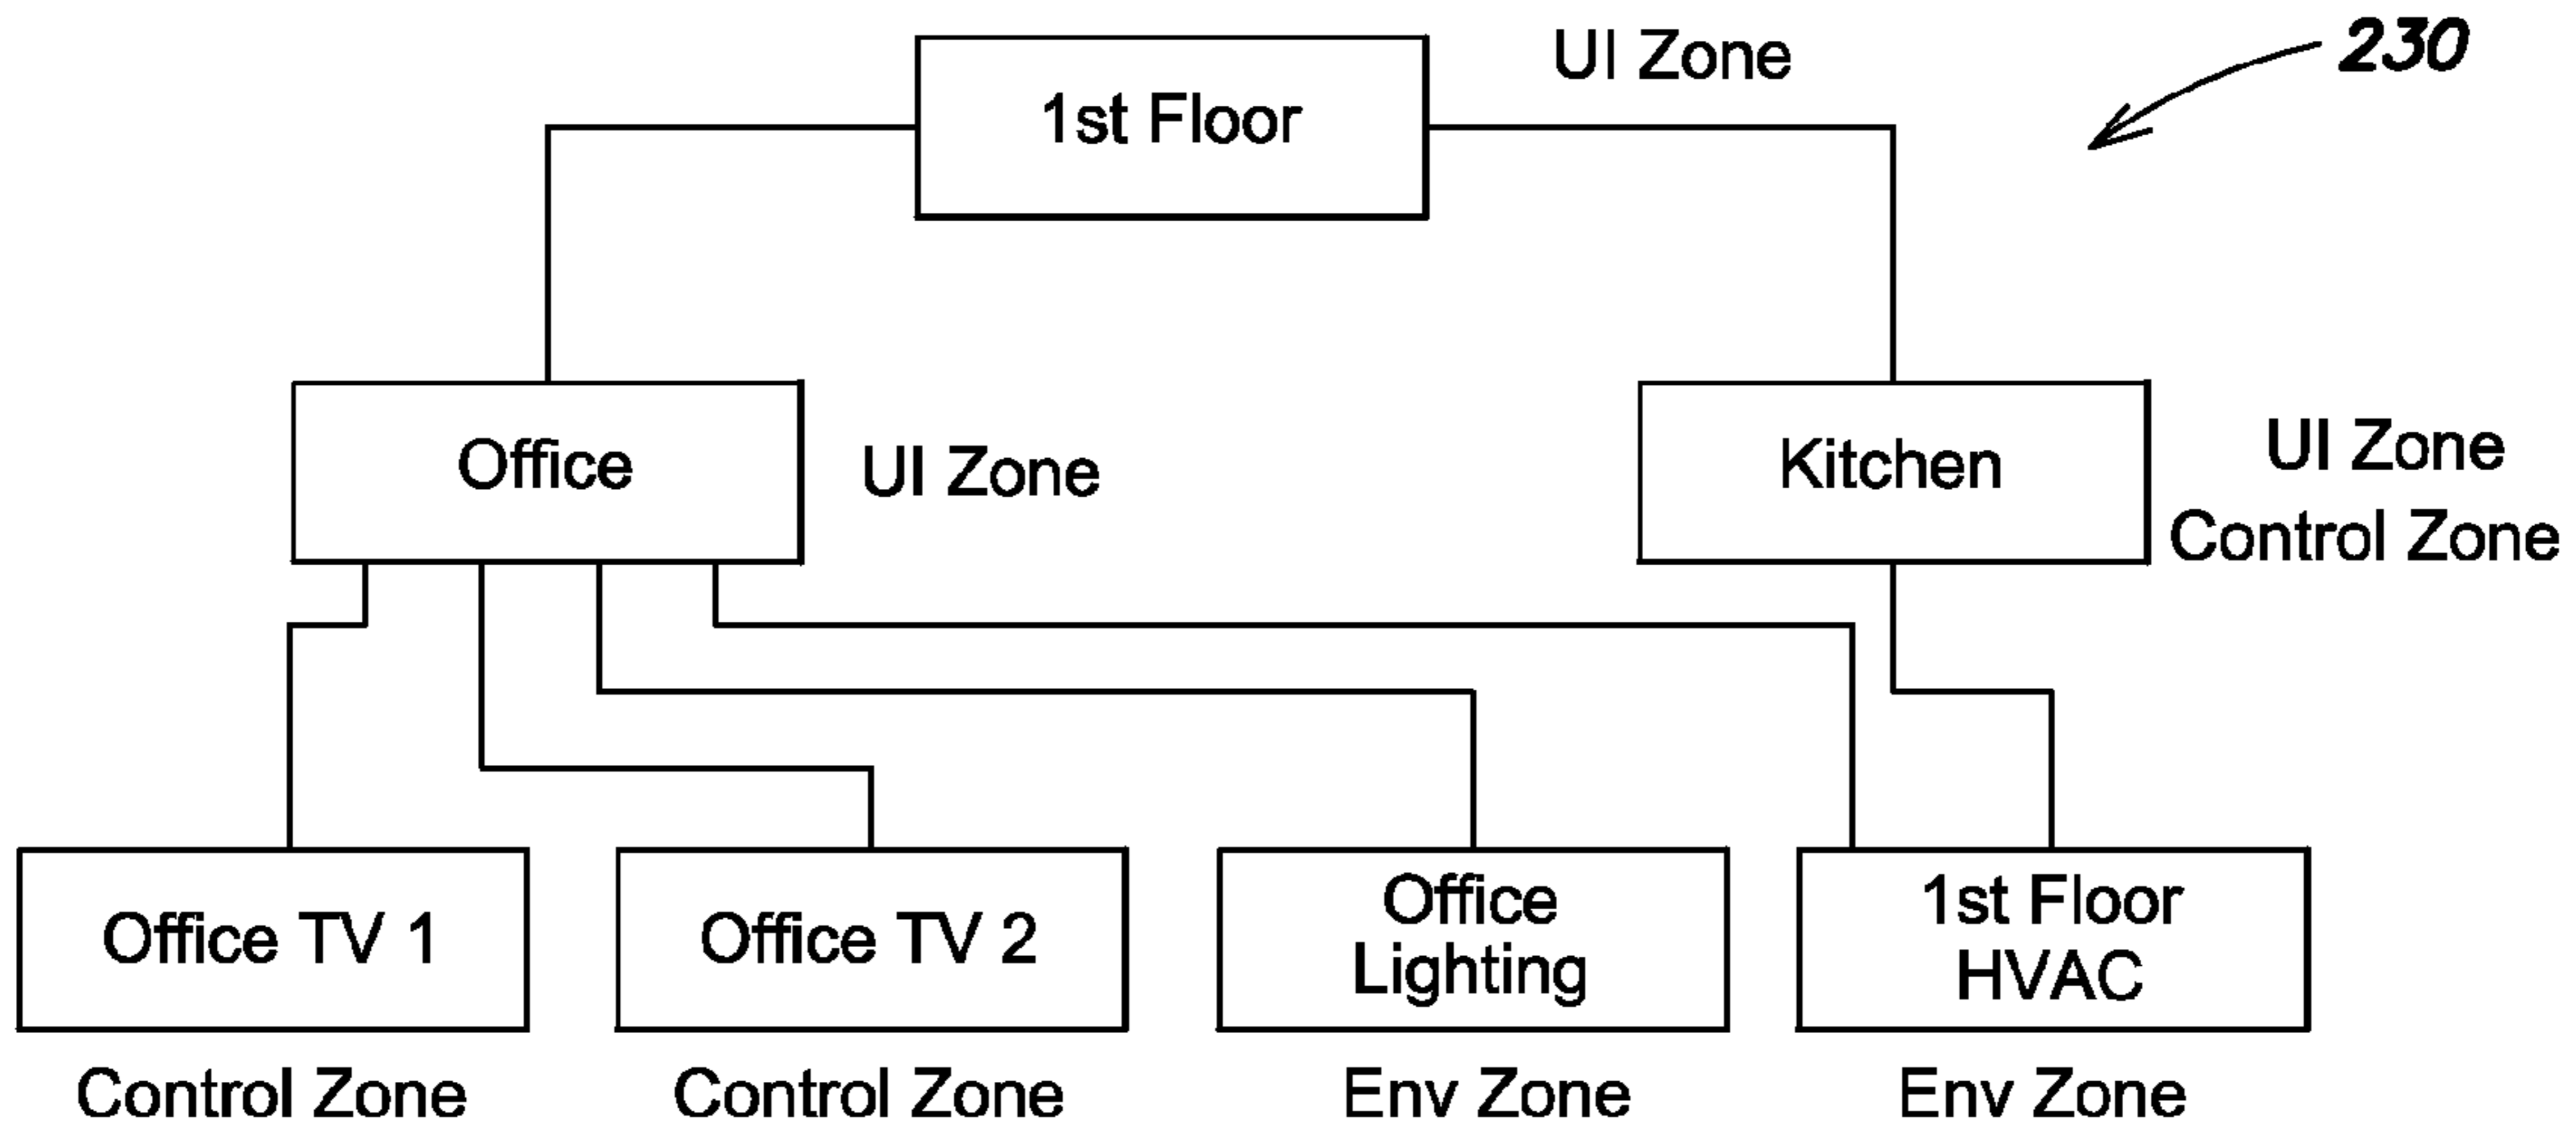 1st Floor
UI Zone
230
Office
UI Zone
Kitchen
UI Zone
Control Zone
Office TV 1
Control Zone
Office TV 2
Control Zone
Office
Lighting
Env Zone
1st Floor
HVAC
Env Zone